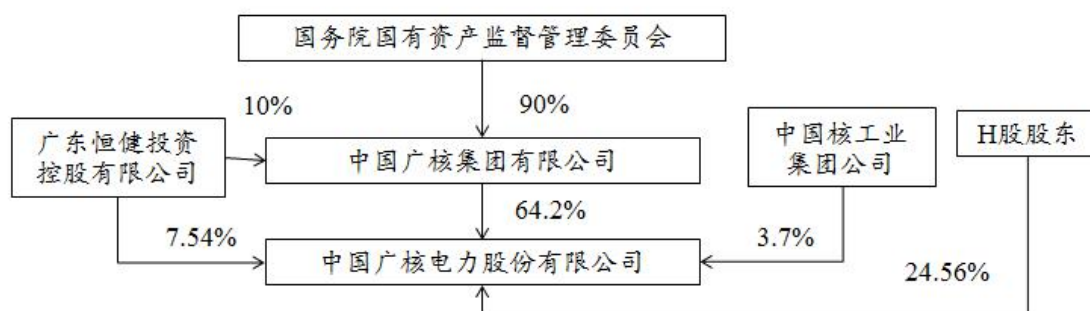 国务院国有资产监督管理委员会
10%
90%
广东恒健投资
控股有限公司
中国广核集团有限公司
中国核工业
集团公司
H股股东
64.2%
7.54%
3.7%
中国广核电力股份有限公司
24.56%